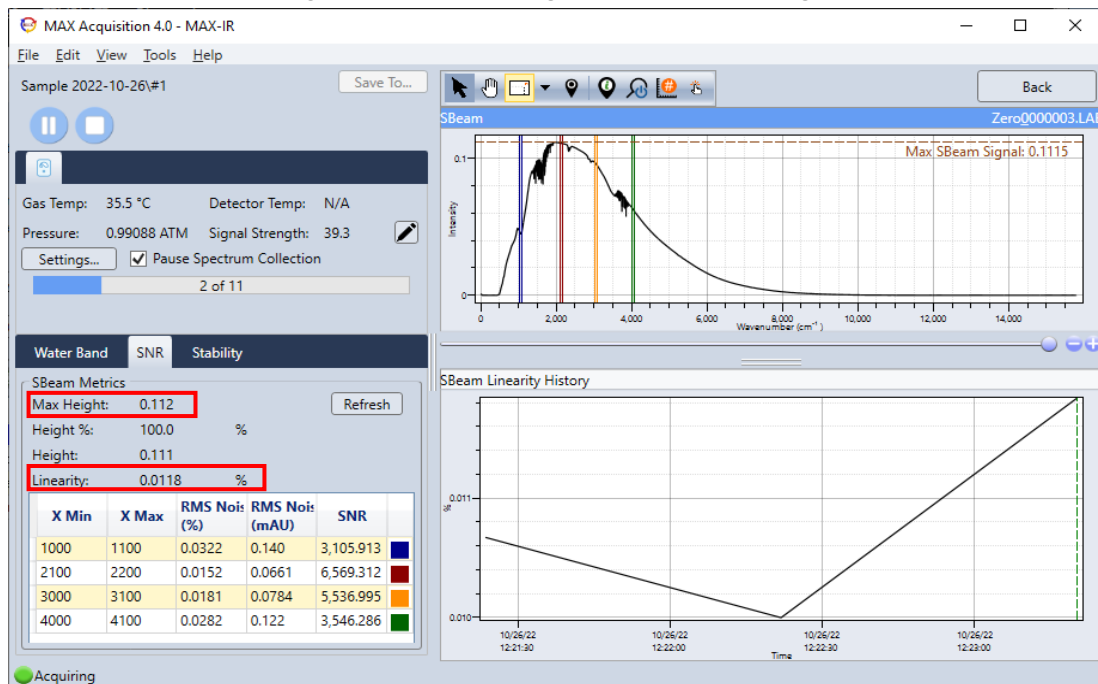 MAX Acquisition 4.0 - MAX-IR
File Edit View Tools Help
Sample 2022-10-26\#1
Save To...
Back
SBeam
Zero0000003.LA
Max SBeam Signal: 0.1115
0.1
0
Intensity
0 2,000 4,000 6,000 8,000 10,000 12,000 14,000
Wavenumber (cm⁻¹)
Gas Temp: 35.5 °C Detector Temp: N/A
Pressure: 0.99088 ATM Signal Strength: 39.3
Settings... Pause Spectrum Collection
2 of 11
Water Band SNR Stability
SBeam Metrics
Max Height: 0.112
Refresh
Height %: 100.0 %
Height: 0.111
Linearity: 0.0118 %
X Min X Max RMS Nois (%) RMS Nois (mAU) SNR
1000 1100 0.0322 0.140 3,105.913
2100 2200 0.0152 0.0661 6,569.312
3000 3100 0.0181 0.0784 5,536.995
4000 4100 0.0282 0.122 3,546.286
SBeam Linearity History
%
0.011
0.010
10/26/22 10/26/22 10/26/22 10/26/22
12:21:30 12:22:00 12:22:30 12:23:00
Time
Acquiring